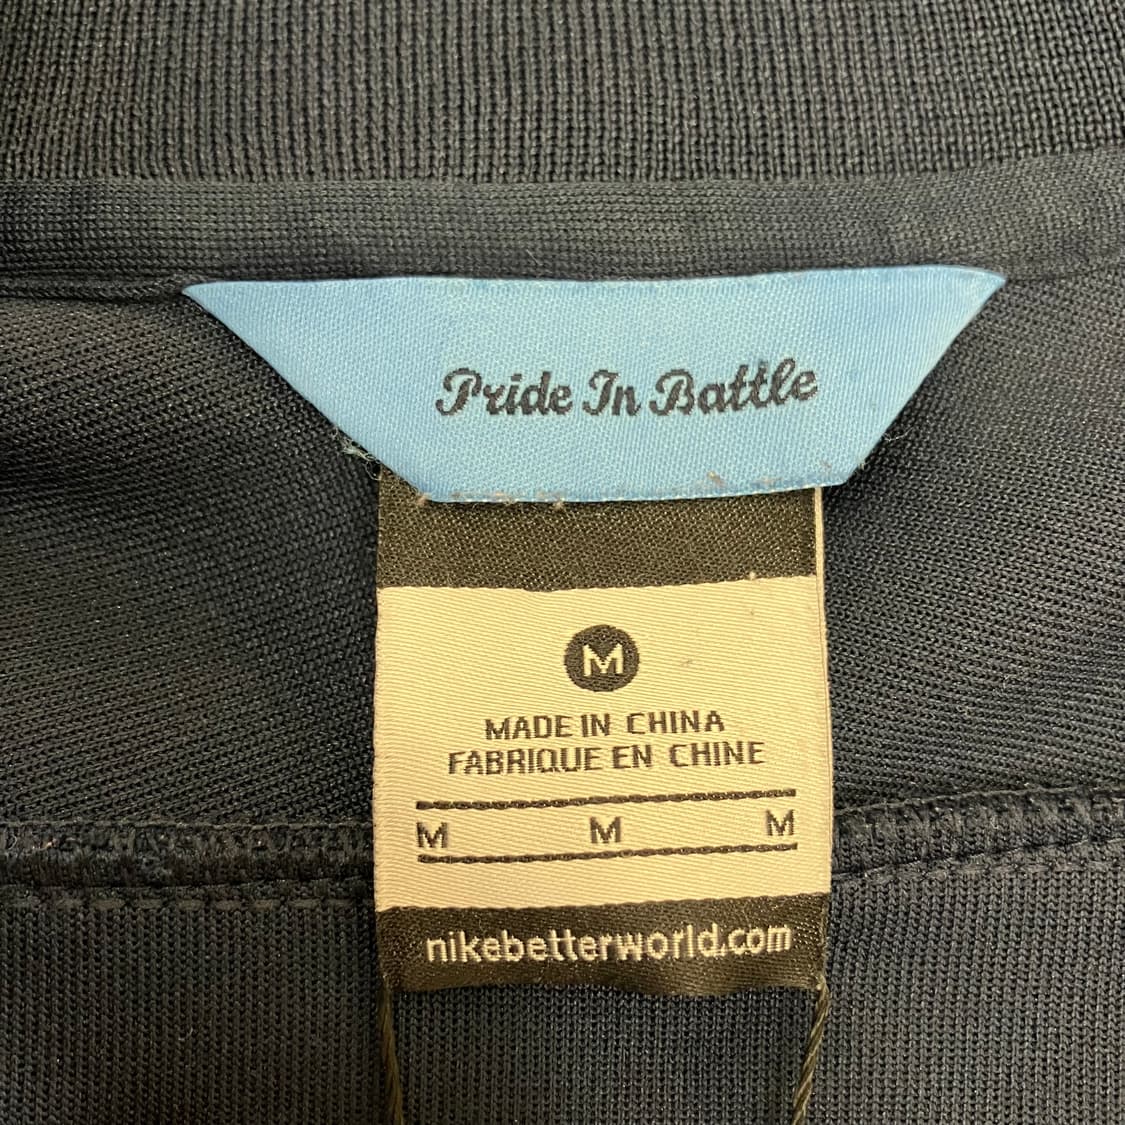 Pride In Battle
M
MADE IN CHINA
FABRIQUE EN CHINE
M M M
nikebetterworld.com